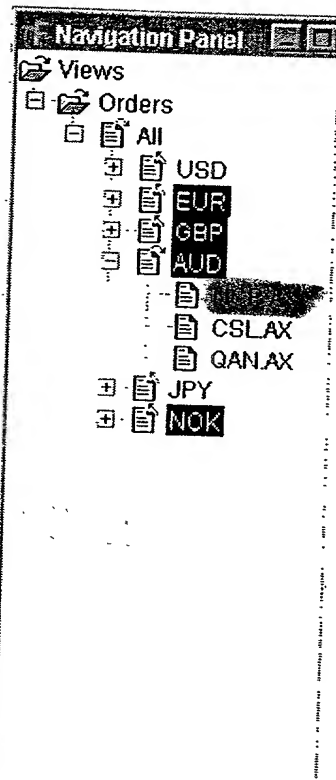 Navigation Panel
Views
Orders
All
USD
EUR
GBP
AUD
CSL.AX
QAN.AX
JPY
NOK